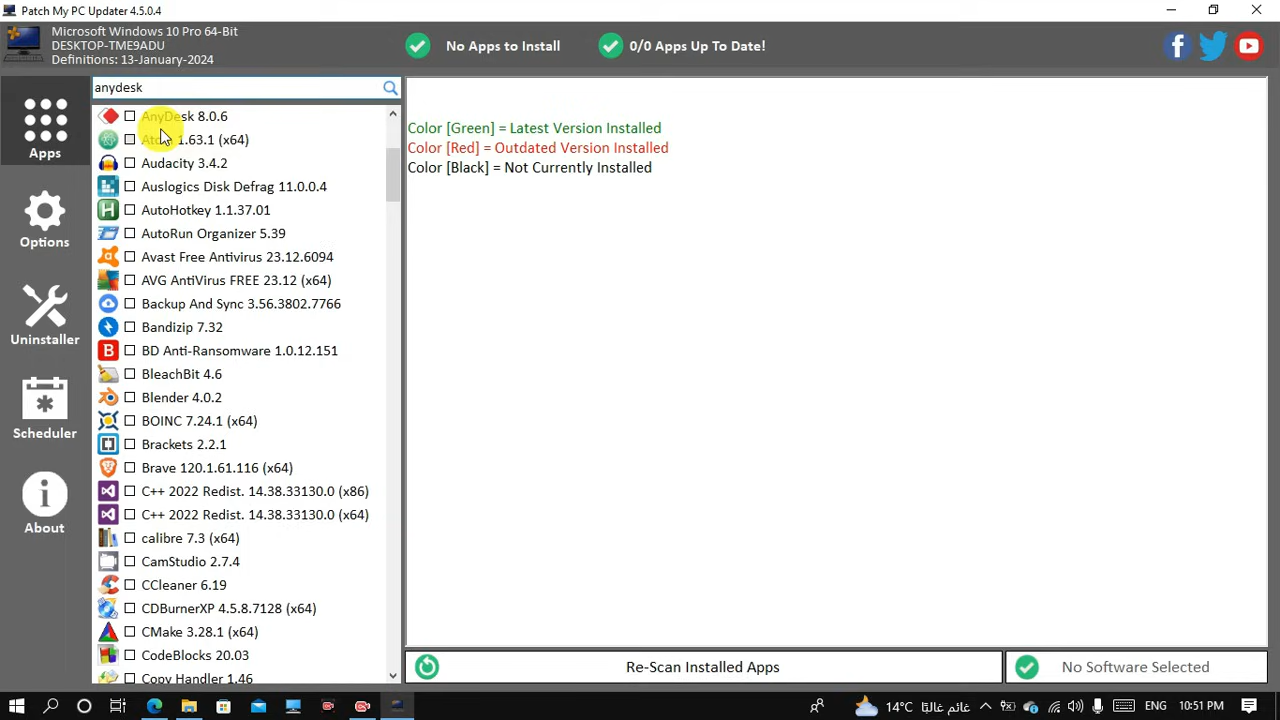 Patch My PC Updater 4.5.0.4
Microsoft Windows 10 Pro 64-Bit
DESKTOP-TME9ADU
Definitions: 13-January-2024
No Apps to Install
0/0 Apps Up To Date!
anydesk
Apps
Options
Uninstaller
Scheduler
About
AnyDesk 8.0.6
1.63.1 (x64)
Audacity 3.4.2
Auslogics Disk Defrag 11.0.0.4
AutoHotkey 1.1.37.01
AutoRun Organizer 5.39
Avast Free Antivirus 23.12.6094
AVG AntiVirus FREE 23.12 (x64)
Backup And Sync 3.56.3802.7766
Bandizip 7.32
BD Anti-Ransomware 1.0.12.151
BleachBit 4.6
Blender 4.0.2
BOINC 7.24.1 (x64)
Brackets 2.2.1
Brave 120.1.61.116 (x64)
C++ 2022 Redist. 14.38.33130.0 (x86)
C++ 2022 Redist. 14.38.33130.0 (x64)
calibre 7.3 (x64)
CamStudio 2.7.4
CCleaner 6.19
CDBurnerXP 4.5.8.7128 (x64)
CMake 3.28.1 (x64)
CodeBlocks 20.03
Copy Handler 1.46
Color [Green] = Latest Version Installed
Color [Red] = Outdated Version Installed
Color [Black] = Not Currently Installed
Re-Scan Installed Apps
No Software Selected
14°C غائم غالبًا
ENG
10:51 PM